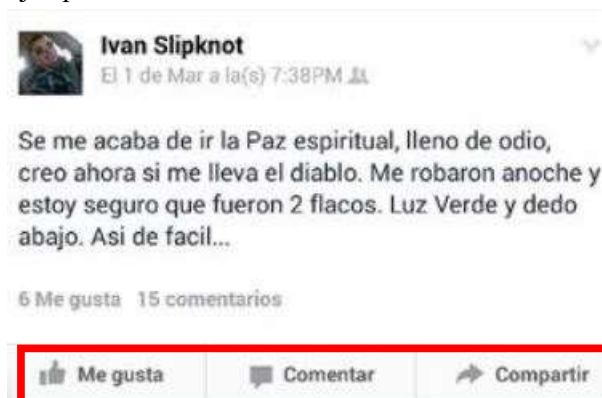 Ivan Slipknot
El 1 de Mar a la(s) 7:38PM
Se me acaba de ir la Paz espiritual, lleno de odio,
creo ahora si me lleva el diablo. Me robaron anoche y
estoy seguro que fueron 2 flacos. Luz Verde y dedo
abajo. Asi de facil...
6 Me gusta 15 comentarios
Me gusta Comentar Compartir